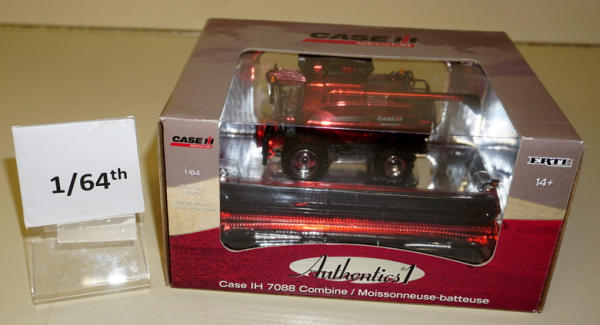 CASE IH
AGRICULTURE
CASE IH
CASE IH
1/64
ERTL
14+
1/64th
Authentics #1
Case IH 7088 Combine / Moissonneuse-batteuse